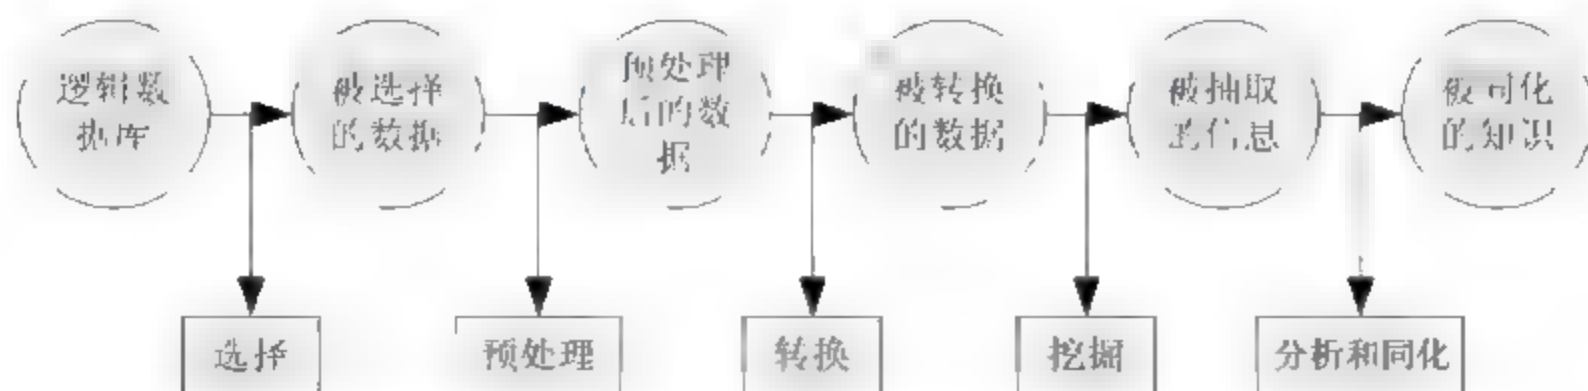 逻辑数
据库
被选择
的数据
预处理
后的数
据
被转换
的数据
被抽取
的信息
被同化
的知识
选择
预处理
转换
挖掘
分析和同化